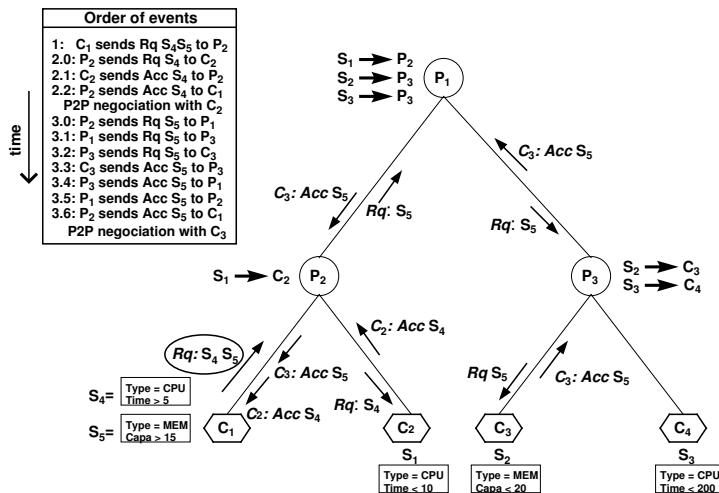 Order of events
1: C₁ sends Rq S₄S₅ to P₂
2.0: P₂ sends Rq S₄ to C₂
2.1: C₂ sends Acc S₄ to P₂
2.2: P₂ sends Acc S₄ to C₁
P2P negociation with C₂
3.0: P₂ sends Rq S₅ to P₁
3.1: P₁ sends Rq S₅ to P₃
3.2: P₃ sends Rq S₅ to C₃
3.3: C₃ sends Acc S₅ to P₃
3.4: P₃ sends Acc S₅ to P₁
3.5: P₁ sends Acc S₅ to P₂
3.6: P₂ sends Acc S₅ to C₁
P2P negociation with C₃
time
S₁ → P₂
S₂ → P₃
S₃ → P₃
P₁
C₃: Acc S₅
C₃: Acc S₅
Rq: S₅
Rq: S₅
S₁ → C₂
P₂
P₃
S₂ → C₃
S₃ → C₄
Rq: S₄ S₅
C₂: Acc S₄
C₃: Acc S₅
Rq S₅
C₃: Acc S₅
S₄=
Type = CPU
Time > 5
C₂: Acc S₄
Rq: S₄
S₅=
Type = MEM
Capa > 15
C₁
C₂
C₃
C₄
S₁
S₂
S₃
Type = CPU
Time < 10
Type = MEM
Capa < 20
Type = CPU
Time < 200